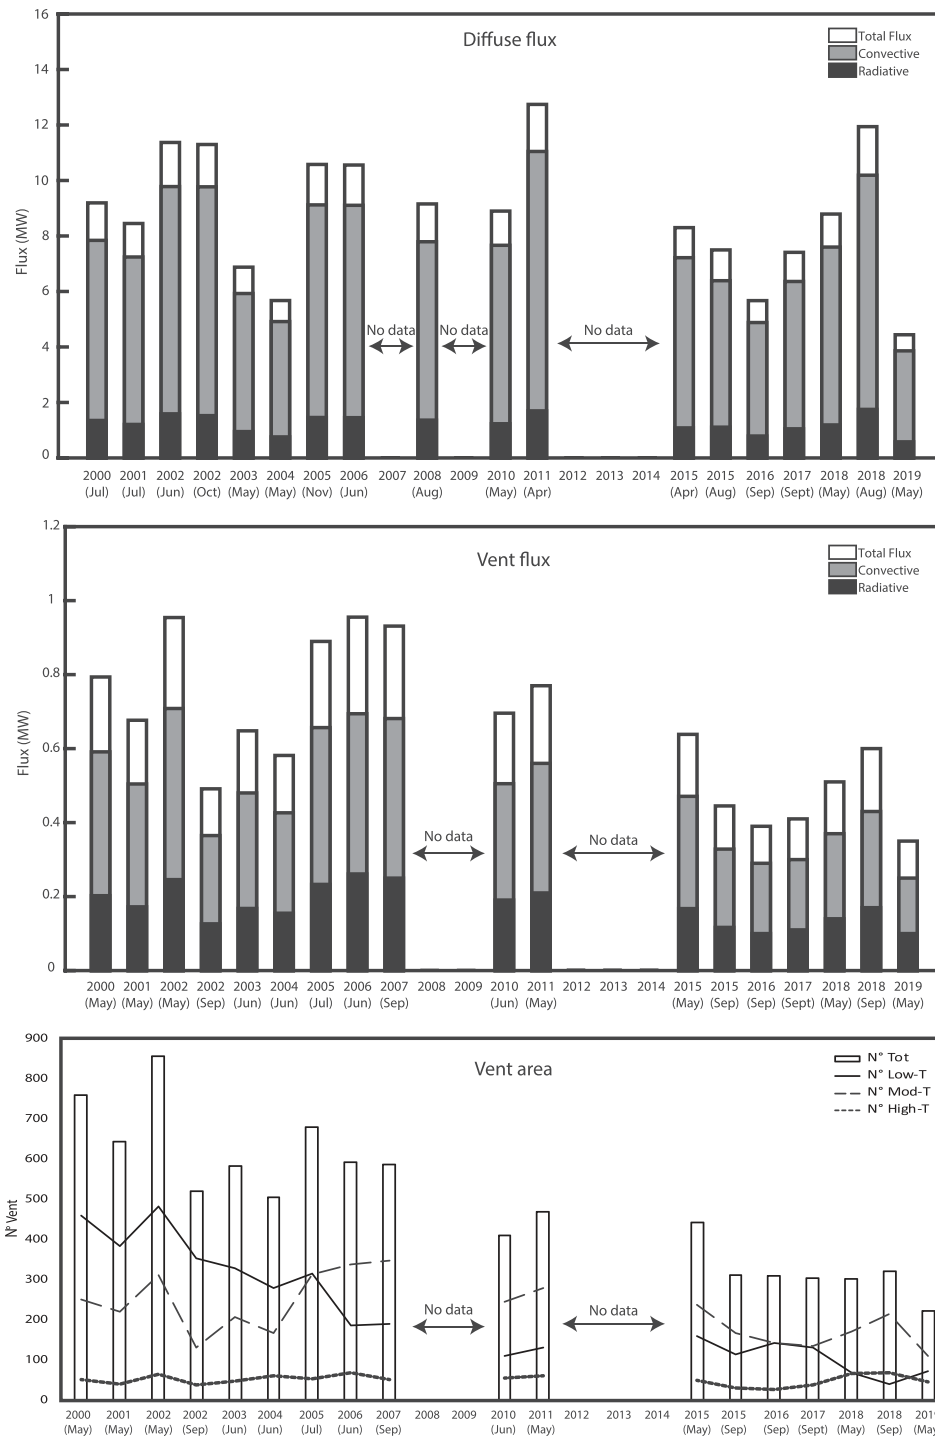 Diffuse flux
Total Flux
Convective
Radiative
Flux (MW)
16
14
12
10
8
6
4
2
0
No data
No data
No data
2000 2001 2002 2002 2003 2004 2005 2006 2007 2008 2009 2010 2011 2012 2013 2014 2015 2015 2016 2017 2018 2018 2019
(Jul) (Jul) (Jun) (Oct) (May) (May) (Nov) (Jun) (Aug) (May) (Apr) (Apr) (Aug) (Sep) (Sept) (May) (Aug) (May)
Vent flux
Total Flux
Convective
Radiative
Flux (MW)
1.2
1
0.8
0.6
0.4
0.2
0
No data
No data
2000 2001 2002 2002 2003 2004 2005 2006 2007 2008 2009 2010 2011 2012 2013 2014 2015 2015 2016 2017 2018 2018 2019
(May) (May) (May) (Sep) (Jun) (Jun) (Jul) (Jun) (Sep) (Jun) (May) (May) (Sep) (Sep) (Sept) (May) (Sep) (May)
Vent area
N° Tot
N° Low-T
N° Mod-T
N° High-T
N° Vent
900
800
700
600
500
400
300
200
100
0
No data
No data
2000 2001 2002 2002 2003 2004 2005 2006 2007 2008 2009 2010 2011 2012 2013 2014 2015 2015 2016 2017 2018 2018 2019
(May) (May) (May) (Sep) (Jun) (Jun) (Jul) (Jun) (Sep) (Jun) (May) (May) (Sep) (Sep) (Sept) (May) (Sep) (May